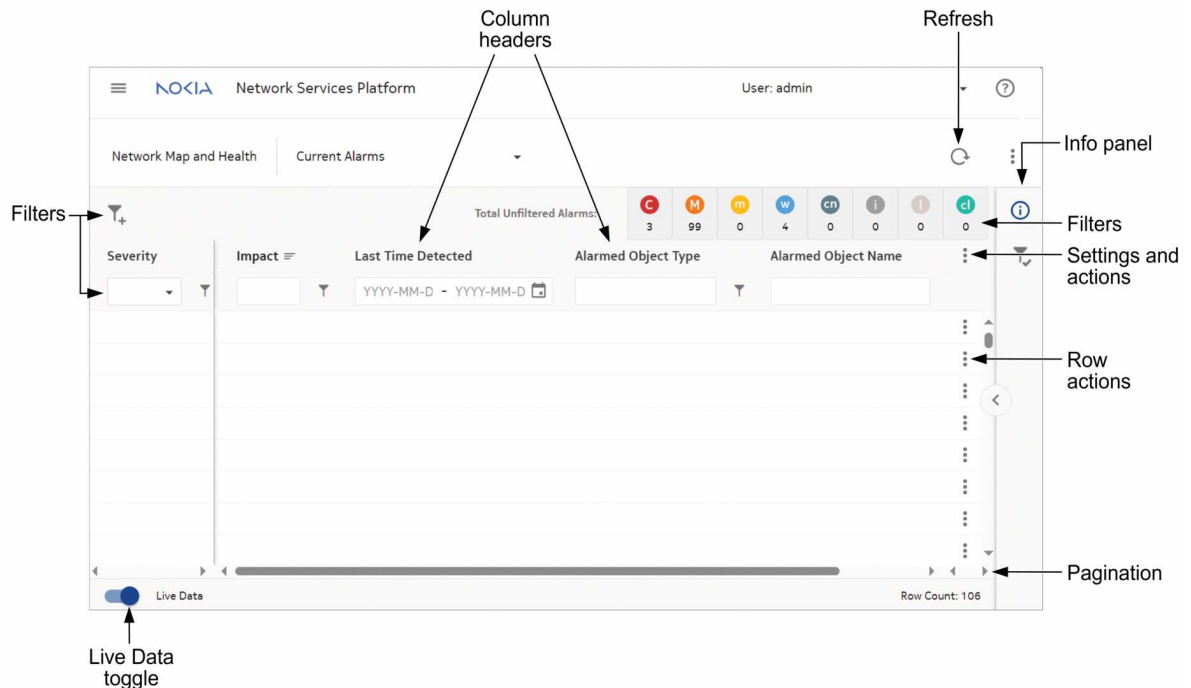 Column
headers
Refresh
NOKIA Network Services Platform User: admin ?
Network Map and Health Current Alarms
Info panel
Filters
Total Unfiltered Alarms:
C M m w cn i l cl
3 99 0 4 0 0 0 0
i
Filters
Severity Impact Last Time Detected Alarmed Object Type Alarmed Object Name
Settings and
actions
YYYY-MM-D - YYYY-MM-D
Row
actions
Pagination
Live Data Row Count: 106
Live Data
toggle